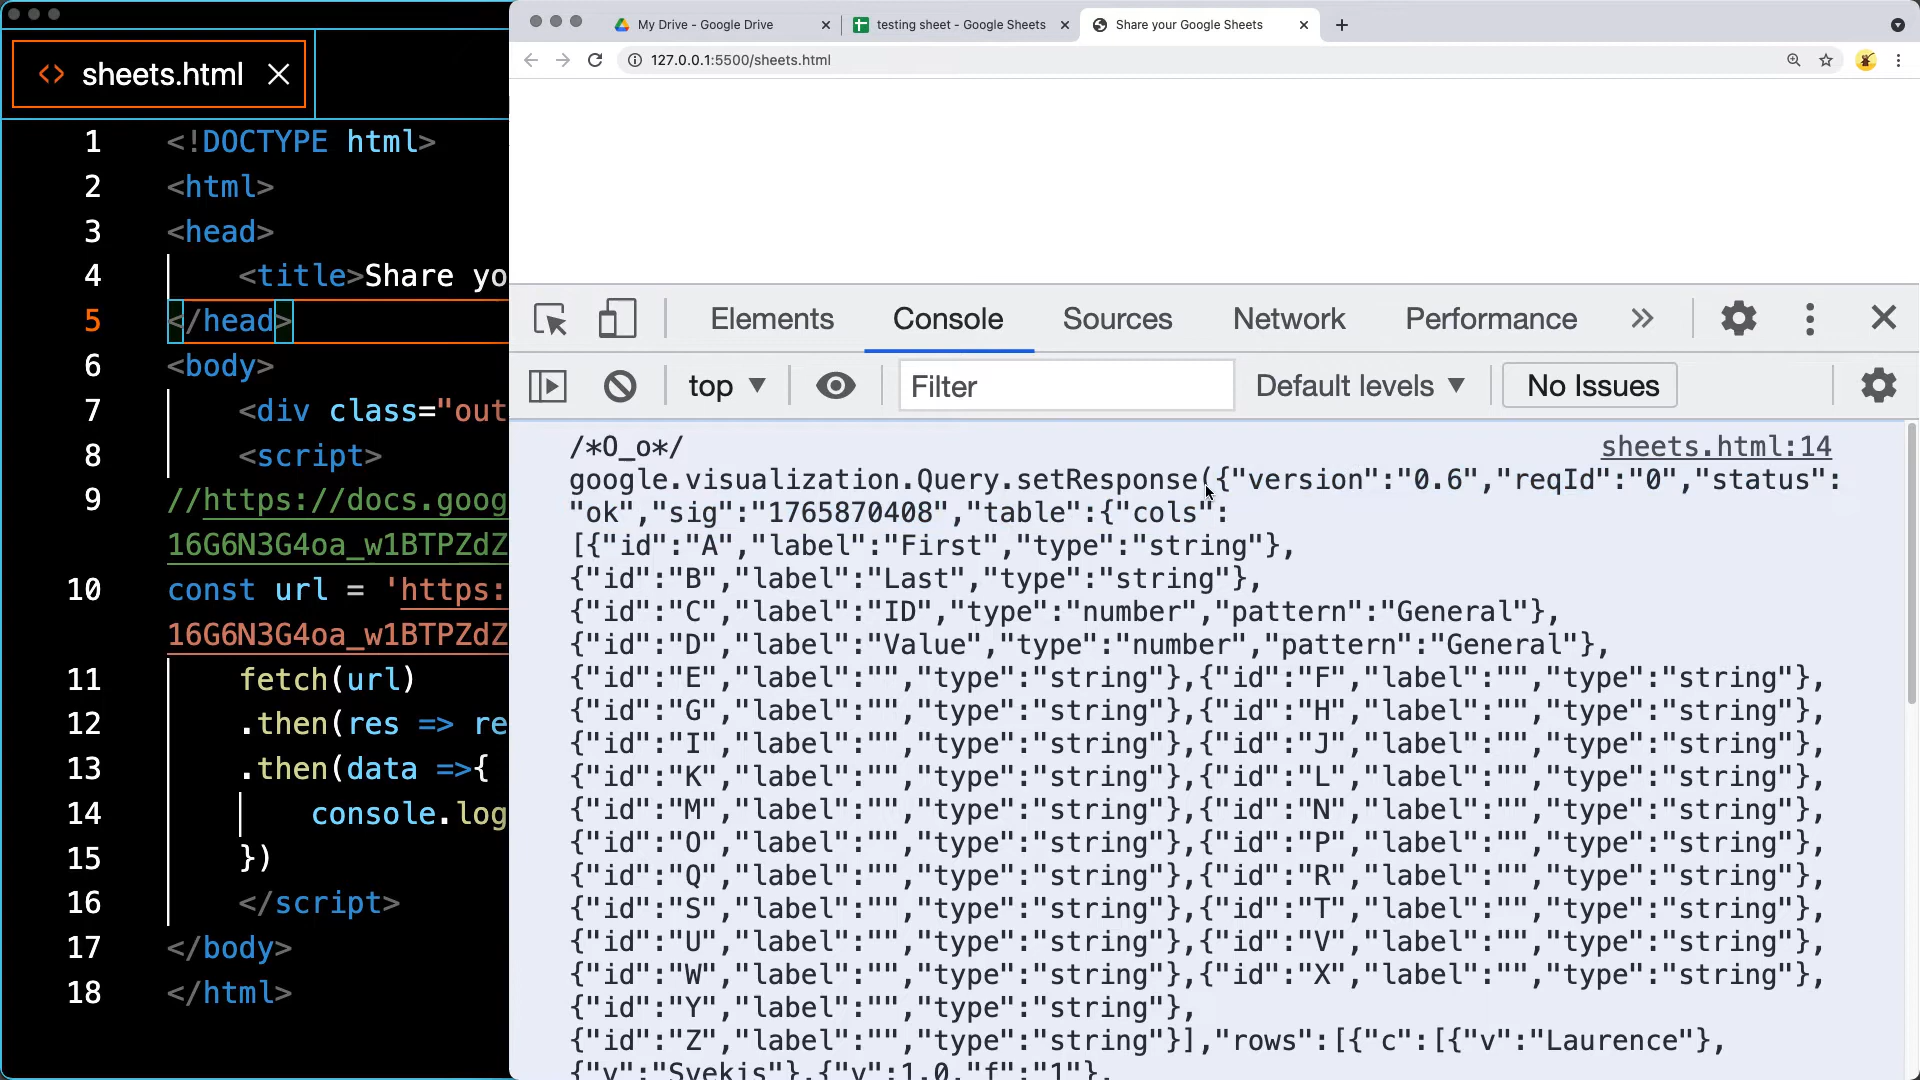 sheets.html
1 <!DOCTYPE html>
2 <html>
3 <head>
4 <title>Share yo
5 </head>
6 <body>
7 <div class="out
8 <script>
9 //https://docs.goog
16G6N3G4oa_w1BTPZdZ
10 const url = 'https:
16G6N3G4oa_w1BTPZdZ
11 fetch(url)
12 .then(res => re
13 .then(data =>{
14 console.log
15 })
16 </script>
17 </body>
18 </html>
My Drive - Google Drive
testing sheet - Google Sheets
Share your Google Sheets
127.0.0.1:5500/sheets.html
Elements Console Sources Network Performance
top Filter Default levels No Issues
/*O_o*/ sheets.html:14
google.visualization.Query.setResponse({"version":"0.6","reqId":"0","status":
"ok","sig":"1765870408","table":{"cols":
[{"id":"A","label":"First","type":"string"},
{"id":"B","label":"Last","type":"string"},
{"id":"C","label":"ID","type":"number","pattern":"General"},
{"id":"D","label":"Value","type":"number","pattern":"General"},
{"id":"E","label":"","type":"string"},{"id":"F","label":"","type":"string"},
{"id":"G","label":"","type":"string"},{"id":"H","label":"","type":"string"},
{"id":"I","label":"","type":"string"},{"id":"J","label":"","type":"string"},
{"id":"K","label":"","type":"string"},{"id":"L","label":"","type":"string"},
{"id":"M","label":"","type":"string"},{"id":"N","label":"","type":"string"},
{"id":"O","label":"","type":"string"},{"id":"P","label":"","type":"string"},
{"id":"Q","label":"","type":"string"},{"id":"R","label":"","type":"string"},
{"id":"S","label":"","type":"string"},{"id":"T","label":"","type":"string"},
{"id":"U","label":"","type":"string"},{"id":"V","label":"","type":"string"},
{"id":"W","label":"","type":"string"},{"id":"X","label":"","type":"string"},
{"id":"Y","label":"","type":"string"},
{"id":"Z","label":"","type":"string"}],"rows":[{"c":[{"v":"Laurence"},
{"v":"Svekis"},{"v":1.0,"f":"1"},